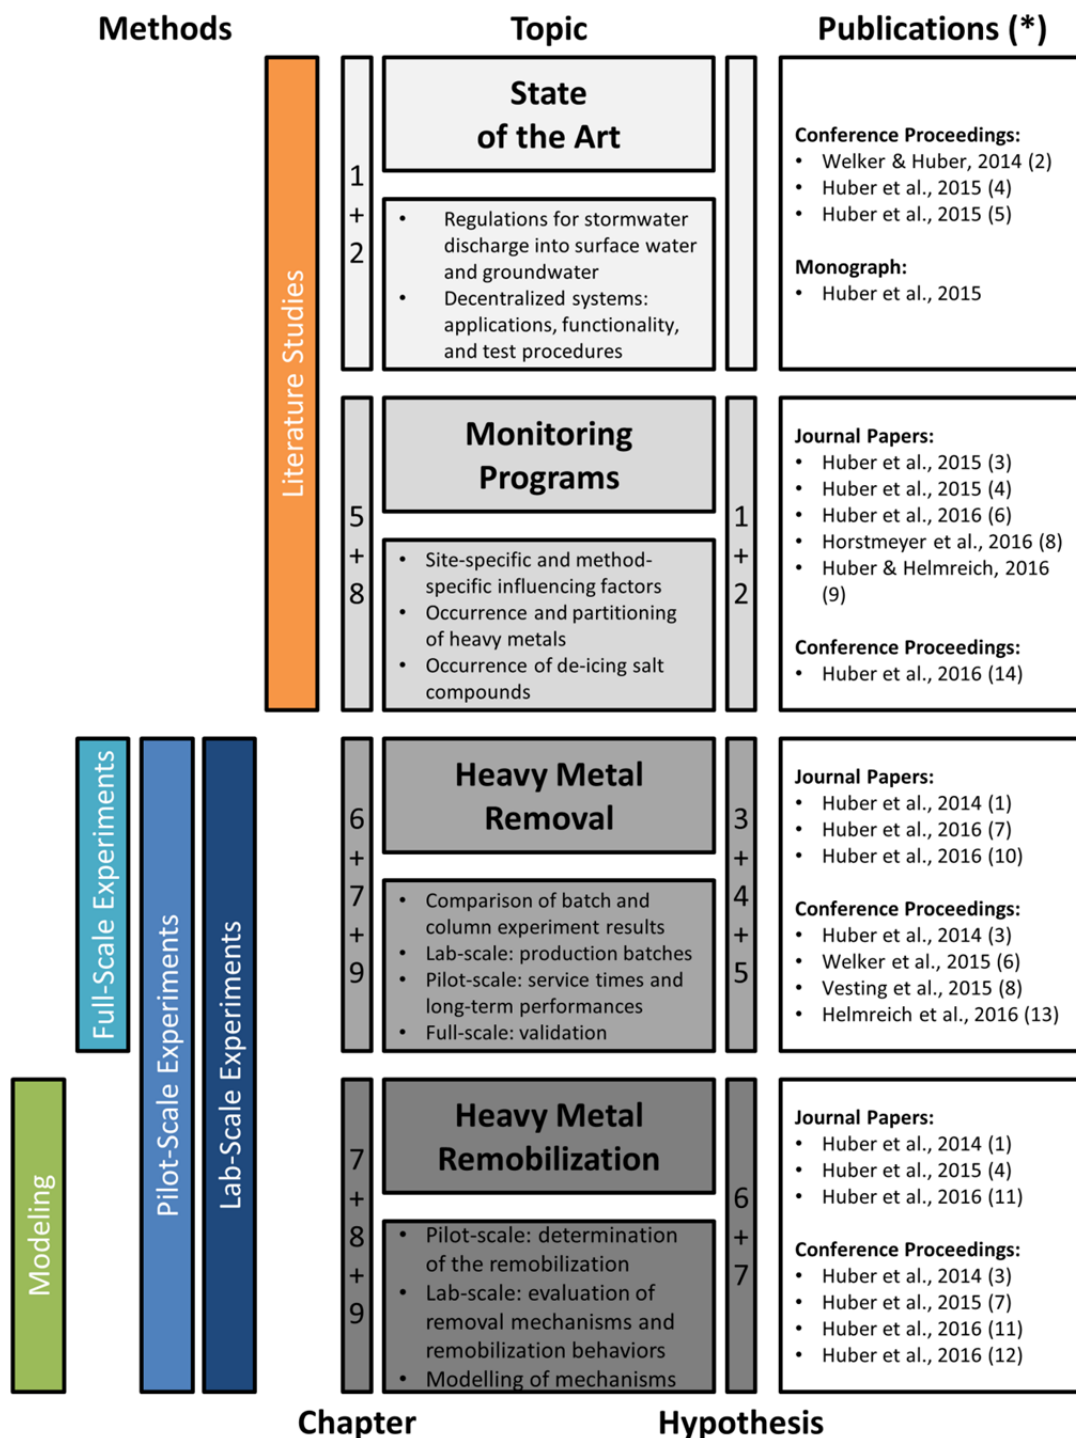 Methods
Topic
Publications (*)
Literature Studies
1
+
2
State
of the Art
• Regulations for stormwater
discharge into surface water
and groundwater
• Decentralized systems:
applications, functionality,
and test procedures
Conference Proceedings:
• Welker & Huber, 2014 (2)
• Huber et al., 2015 (4)
• Huber et al., 2015 (5)
Monograph:
• Huber et al., 2015
5
+
8
Monitoring
Programs
• Site-specific and method-
specific influencing factors
• Occurrence and partitioning
of heavy metals
• Occurrence of de-icing salt
compounds
1
+
2
Journal Papers:
• Huber et al., 2015 (3)
• Huber et al., 2015 (4)
• Huber et al., 2016 (6)
• Horstmeyer et al., 2016 (8)
• Huber & Helmreich, 2016
(9)
Conference Proceedings:
• Huber et al., 2016 (14)
Full-Scale Experiments
Pilot-Scale Experiments
Lab-Scale Experiments
6
+
7
+
9
Heavy Metal
Removal
• Comparison of batch and
column experiment results
• Lab-scale: production batches
• Pilot-scale: service times and
long-term performances
• Full-scale: validation
3
+
4
+
5
Journal Papers:
• Huber et al., 2014 (1)
• Huber et al., 2016 (7)
• Huber et al., 2016 (10)
Conference Proceedings:
• Huber et al., 2014 (3)
• Welker et al., 2015 (6)
• Vesting et al., 2015 (8)
• Helmreich et al., 2016 (13)
Modeling
7
+
8
+
9
Heavy Metal
Remobilization
• Pilot-scale: determination
of the remobilization
• Lab-scale: evaluation of
removal mechanisms and
remobilization behaviors
• Modelling of mechanisms
6
+
7
Journal Papers:
• Huber et al., 2014 (1)
• Huber et al., 2015 (4)
• Huber et al., 2016 (11)
Conference Proceedings:
• Huber et al., 2014 (3)
• Huber et al., 2015 (7)
• Huber et al., 2016 (11)
• Huber et al., 2016 (12)
Chapter
Hypothesis